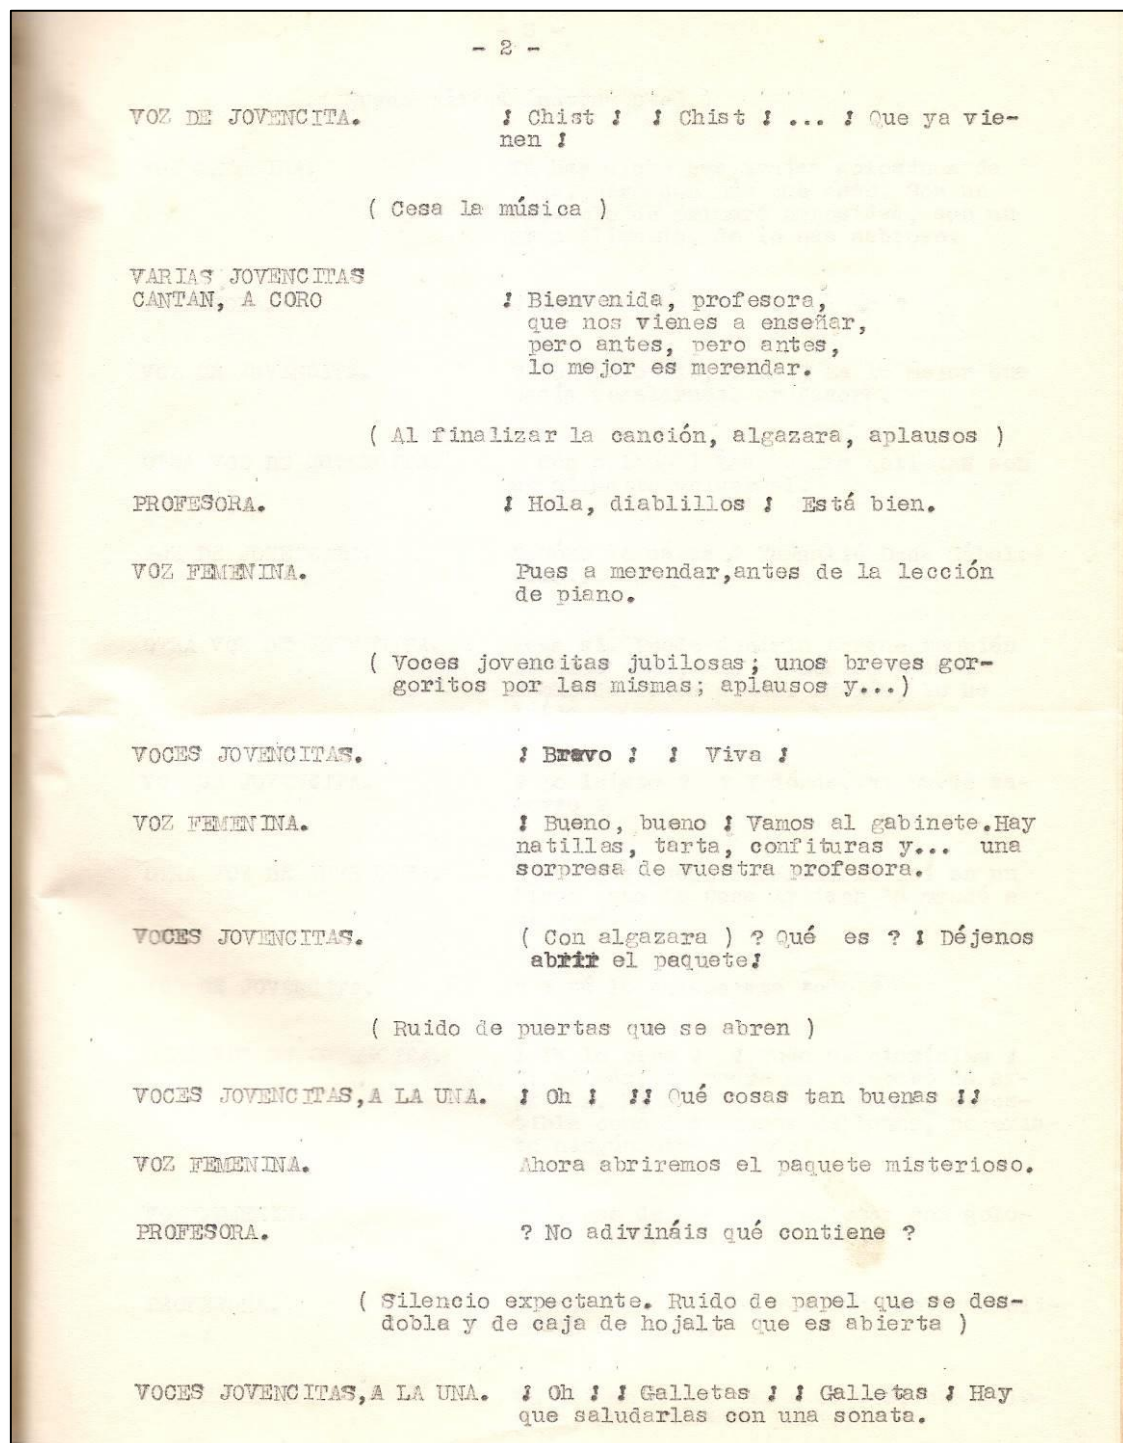 - 2 -
VOZ DE JOVENCITA. ! Chist ! ! Chist ! ... ! Que ya vie-
nen !
( Cesa la música )
VARIAS JOVENCITAS
CANTAN, A CORO ! Bienvenida, profesora,
que nos vienes a enseñar,
pero antes, pero antes,
lo mejor es merendar.
( Al finalizar la canción, algazara, aplausos )
PROFESORA. ! Hola, diablillos ! Está bien.
VOZ FEMENINA. Pues a merendar,antes de la lección
de piano.
( Voces jovencitas jubilosas; unos breves gor-
goritos por las mismas; aplausos y...)
VOCES JOVENCITAS. ! Bravo ! ! Viva !
VOZ FEMENINA. ! Bueno, bueno ! Vamos al gabinete.Hay
natillas, tarta, confituras y... una
sorpresa de vuestra profesora.
VOCES JOVENCITAS. ( Con algazara ) ? Qué es ? ! Déjenos
abrir el paquete!
( Ruido de puertas que se abren )
VOCES JOVENCITAS,A LA UNA. ! Oh ! !! Qué cosas tan buenas !!
VOZ FEMENINA. Ahora abriremos el paquete misterioso.
PROFESORA. ? No adivináis qué contiene ?
( Silencio expectante. Ruido de papel que se des-
dobla y de caja de hojalta que es abierta )
VOCES JOVENCITAS,A LA UNA. ! Oh ! ! Galletas ! ! Galletas ! Hay
que saludarlas con una sonata.